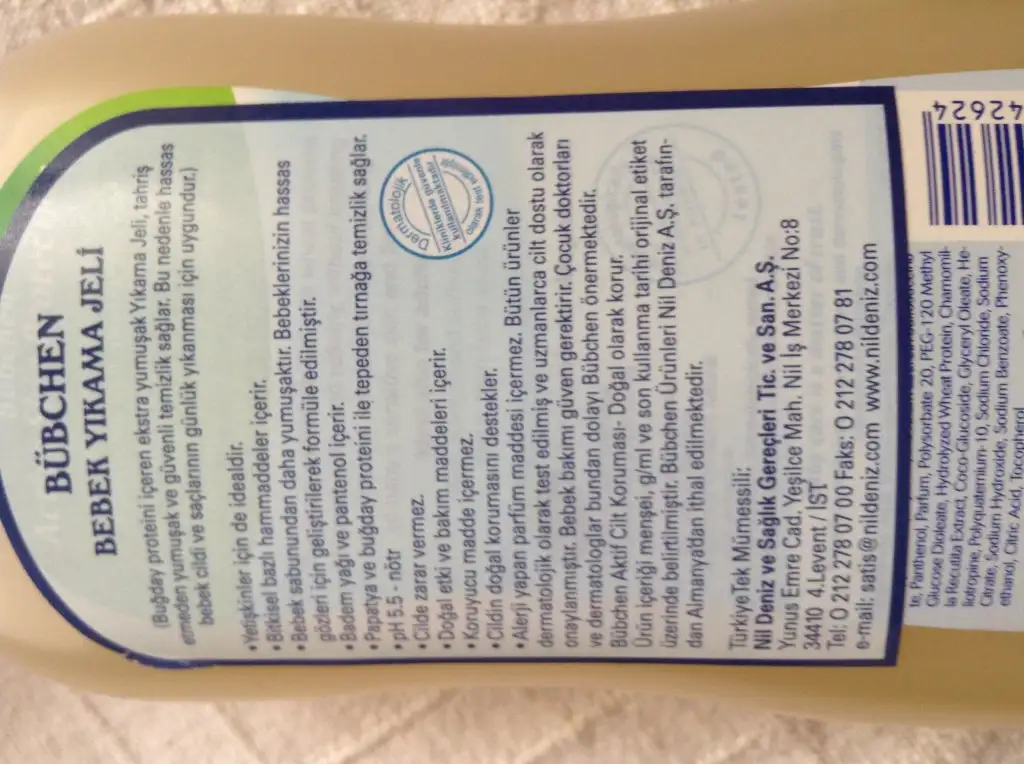 BÜBCHEN
BEBEK YIKAMA JELİ
(Buğday proteini içeren ekstra yumuşak Yıkama Jeli, tahriş
etmeden yumuşak ve güvenli temizlik sağlar. Bu nedenle hassas
bebek cildi ve saçlarının günlük yıkanması için uygundur.)
• Yetişkinler için de idealdir.
• Bitkisel bazlı hammaddeler içerir.
• Bebek sabunundan daha yumuşaktır. Bebeklerinizin hassas
gözleri için geliştirilerek formüle edilmiştir.
• Badem yağı ve pantenol içerir.
• Papatya ve buğday proteini ile tepeden tırnağa temizlik sağlar.
• pH 5.5 - nötr
• Cilde zarar vermez.
• Doğal etki ve bakım maddeleri içerir.
• Koruyucu madde içermez.
• Cildin doğal korumasını destekler.
• Alerji yapan parfüm maddesi içermez. Bütün ürünler
dermatolojik olarak test edilmiş ve uzmanlarca cilt dostu olarak
onaylanmıştır. Bebek bakımı güven gerektirir. Çocuk doktorları
ve dermatologlar bundan dolayı Bübchen önermektedir.
Bübchen Aktif Cilt Koruması- Doğal olarak korur.
Ürün içeriği menşei, g/ml ve son kullanma tarihi orijinal etiket
üzerinde belirtilmiştir. Bübchen Ürünleri Nil Deniz A.Ş. tarafın-
dan Almanya'dan ithal edilmektedir.
Dermatolojik
Kliniklerde güvenle
kullanılmaktadır.
olarak test
Türkiye Tek Mümesili:
Nil Deniz ve Sağlık Gereçleri Tic. ve San. A.Ş.
Yunus Emre Cad. Yeşilce Mah. Nil İş Merkezi No:8
34410 4.Levent / İST
Tel: 0 212 278 07 00 Faks: 0 212 278 07 81
e-mail: satis@nildeniz.com www.nildeniz.com
42624
te, Panthenol, Parfum, Polysorbate 20, PEG-120 Methyl
Glucose Dioleate, Hydrolyzed Wheat Protein, Chamomil-
la Recutita Extract, Coco-Glucoside, Glyceryl Oleate, He-
liotropine, Polyquaternium-10, Sodium Chloride, Sodium
Citrate, Sodium Hydroxide, Sodium Benzoate, Phenoxy-
ethanol, Citric Acid, Tocopherol